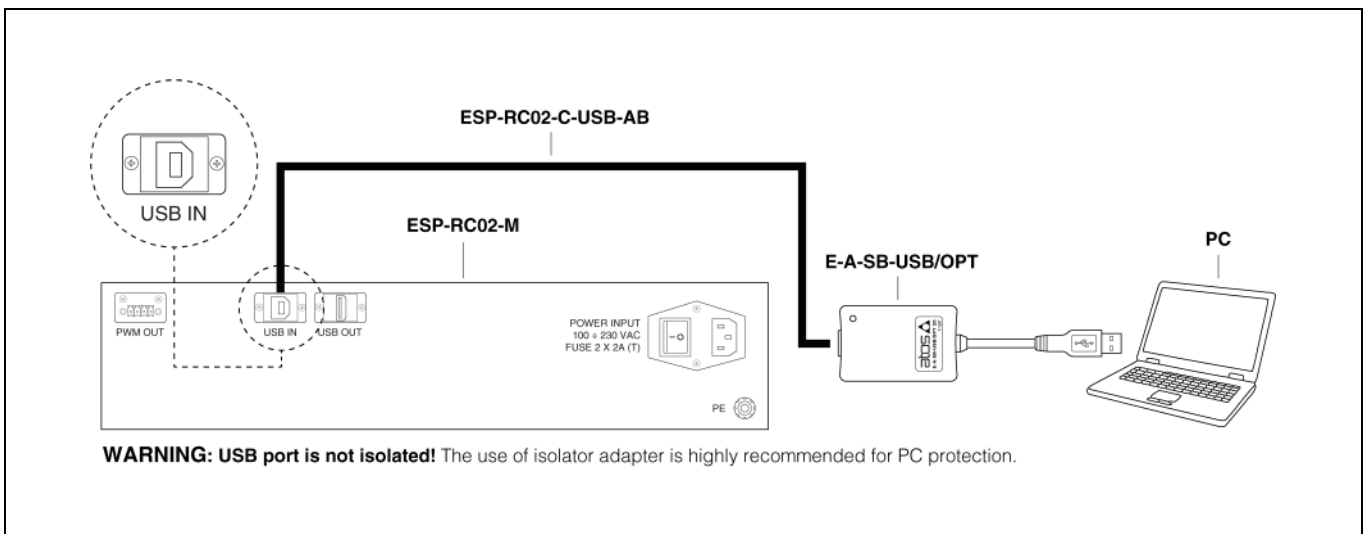 ESP-RC02-C-USB-AB
USB IN
ESP-RC02-M
E-A-SB-USB/OPT
PC
PWM OUT
USB IN
USB OUT
POWER INPUT
100 ÷ 230 VAC
FUSE 2 X 2A (T)
PE
atos
WARNING: USB port is not isolated! The use of isolator adapter is highly recommended for PC protection.